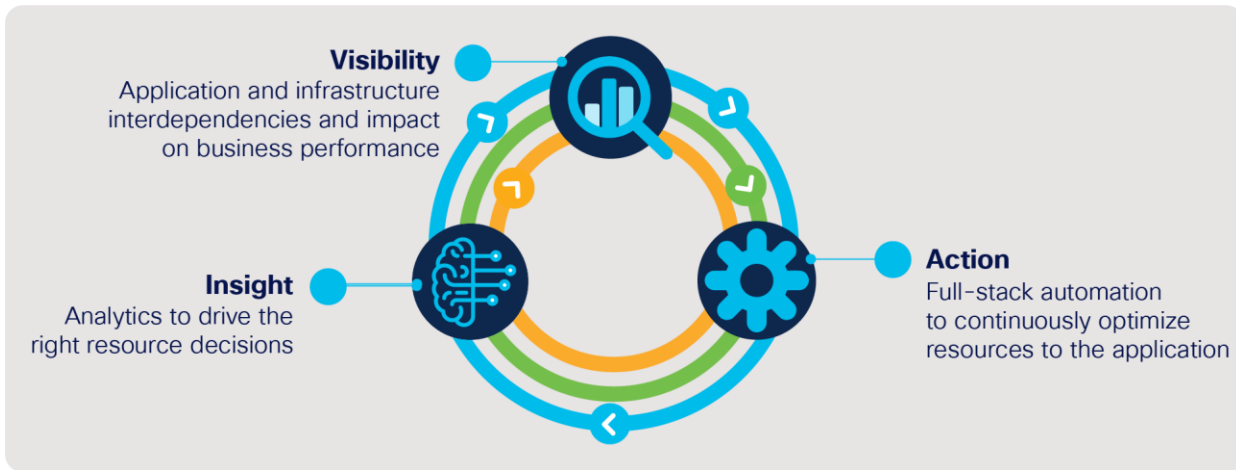 Visibility
Application and infrastructure
interdependencies and impact
on business performance
Insight
Analytics to drive the
right resource decisions
Action
Full-stack automation
to continuously optimize
resources to the application